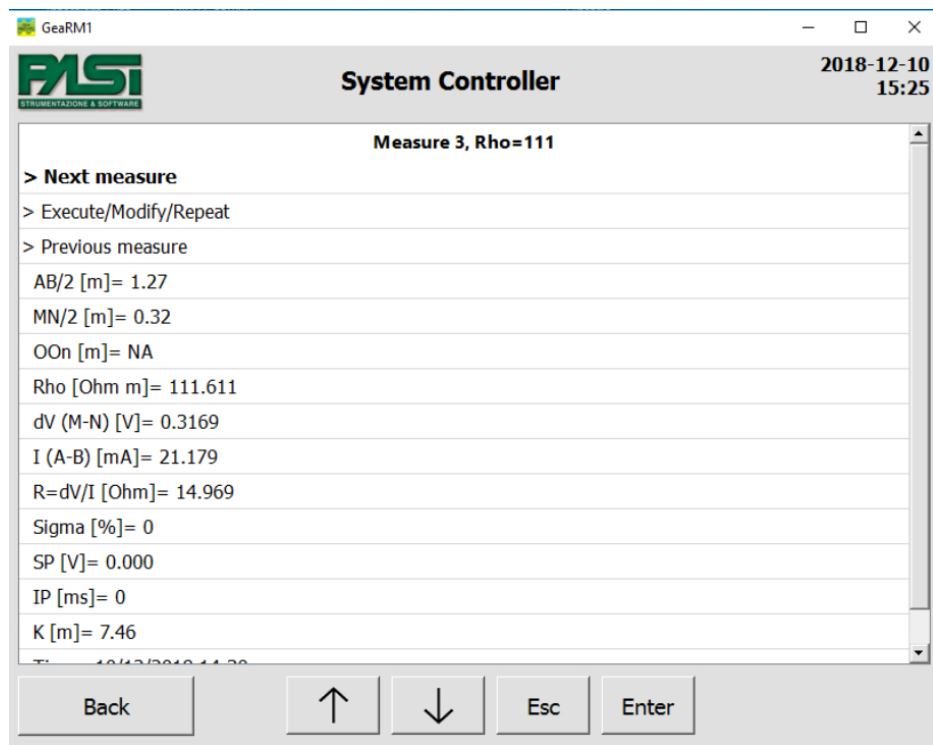 GeaRM1
PASI
STRUMENTAZIONE & SOFTWARE
System Controller
2018-12-10
15:25
Measure 3, Rho=111
> Next measure
> Execute/Modify/Repeat
> Previous measure
AB/2 [m]= 1.27
MN/2 [m]= 0.32
OOn [m]= NA
Rho [Ohm m]= 111.611
dV (M-N) [V]= 0.3169
I (A-B) [mA]= 21.179
R=dV/I [Ohm]= 14.969
Sigma [%]= 0
SP [V]= 0.000
IP [ms]= 0
K [m]= 7.46
Back
↑
↓
Esc
Enter